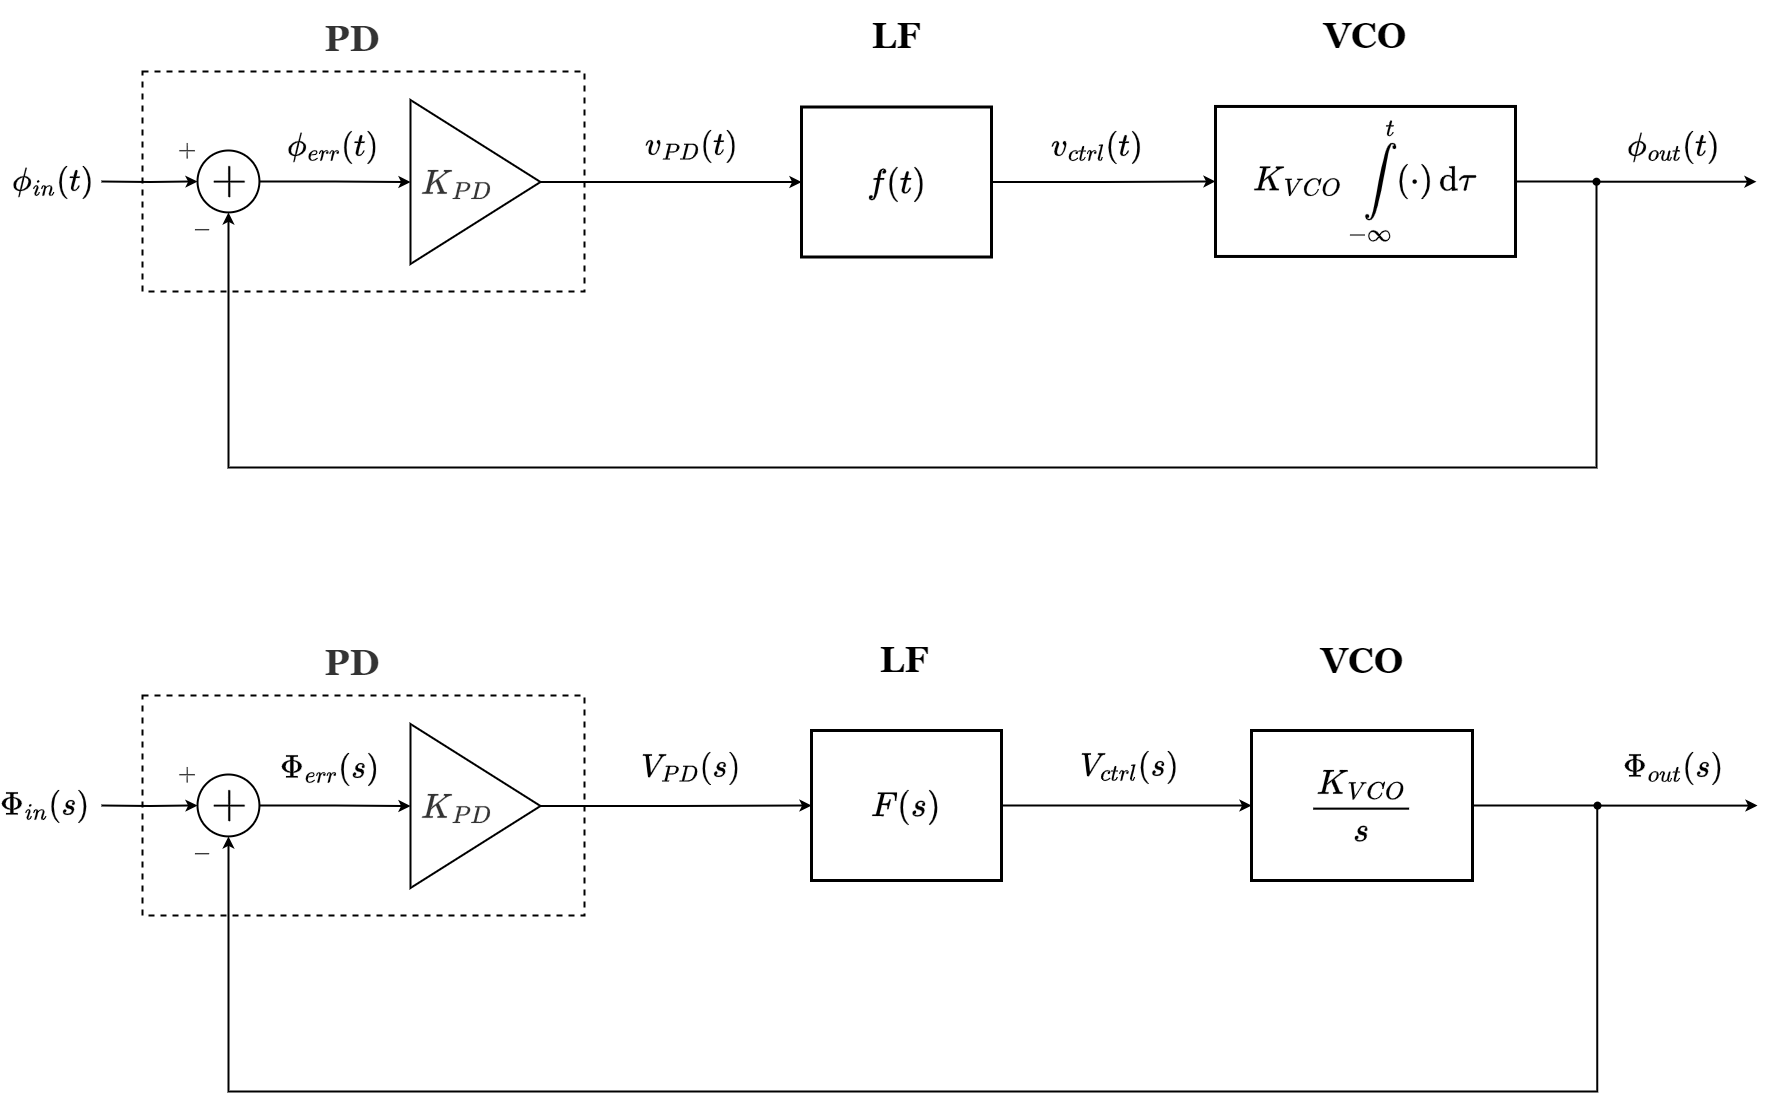 PD LF VCO
ϕ_in(t) + − ϕ_err(t) K_PD v_PD(t) f(t) v_ctrl(t) K_VCO ∫_{−∞}^{t} (·) dτ ϕ_out(t)
PD LF VCO
Φ_in(s) + − Φ_err(s) K_PD V_PD(s) F(s) V_ctrl(s) K_VCO/s Φ_out(s)